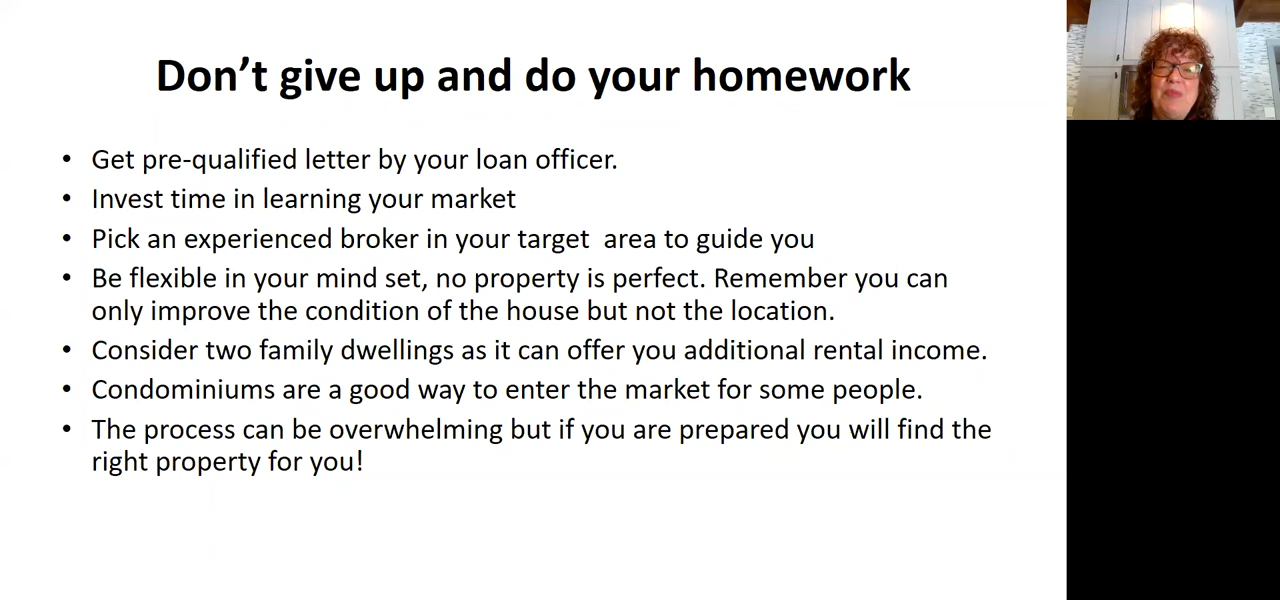 Don’t give up and do your homework
• Get pre-qualified letter by your loan officer.
• Invest time in learning your market
• Pick an experienced broker in your target  area to guide you
• Be flexible in your mind set, no property is perfect. Remember you can
only improve the condition of the house but not the location.
• Consider two family dwellings as it can offer you additional rental income.
• Condominiums are a good way to enter the market for some people.
• The process can be overwhelming but if you are prepared you will find the
right property for you!